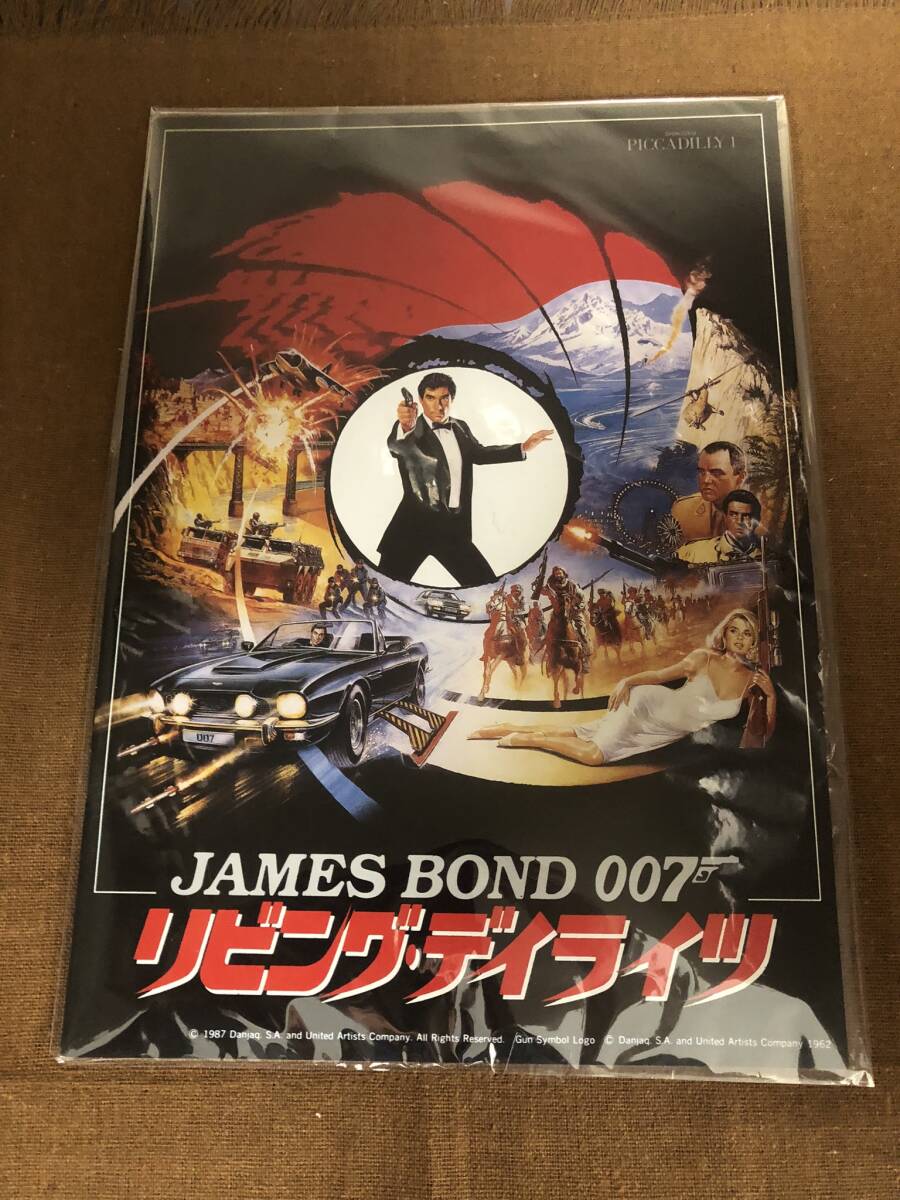 PICCADILLY 1
007
JAMES BOND 007
リビング・デイライツ
© 1987 Danjaq. S.A. and United Artists Company. All Rights Reserved. Gun Symbol Logo © Danjaq. S.A. and United Artists Company 1962